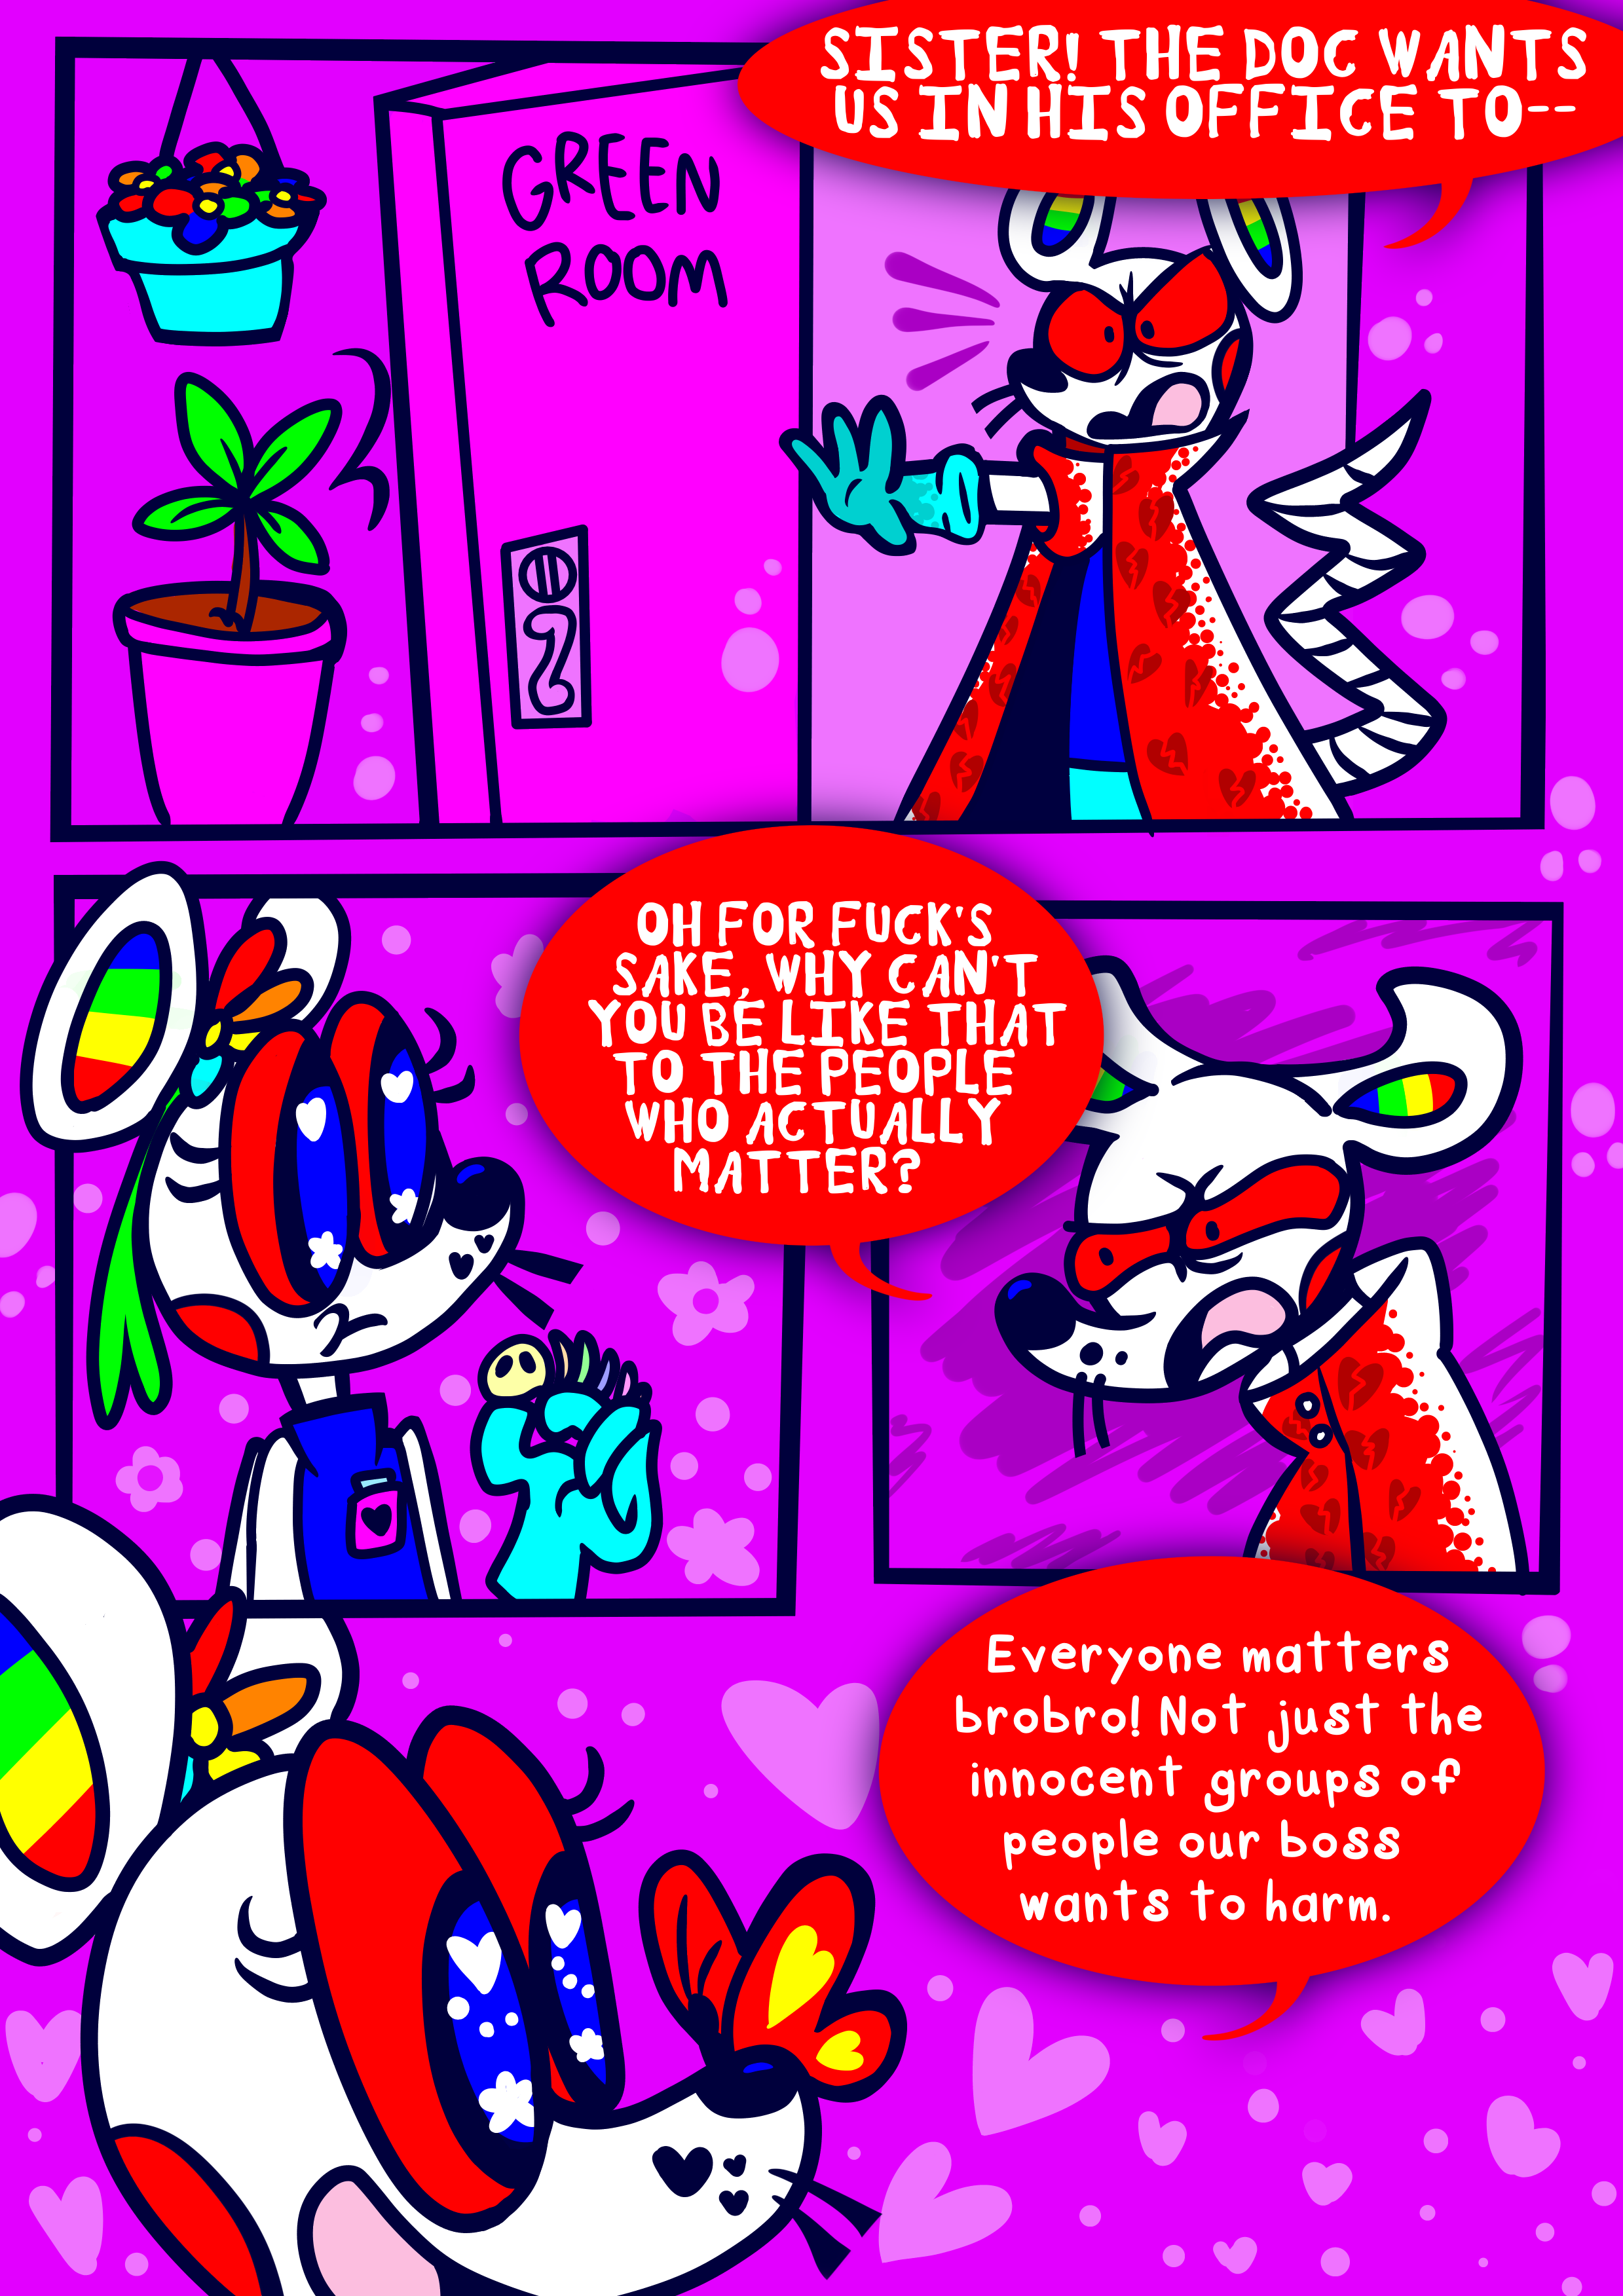 SISTER! THE DOC WANTS
US IN HIS OFFICE TO--
GREEN
ROOM
OH FOR FUCK'S
SAKE, WHY CAN'T
YOU BE LIKE THAT
TO THE PEOPLE
WHO ACTUALLY
MATTER?
Everyone matters
brobro! Not just the
innocent groups of
people our boss
wants to harm.